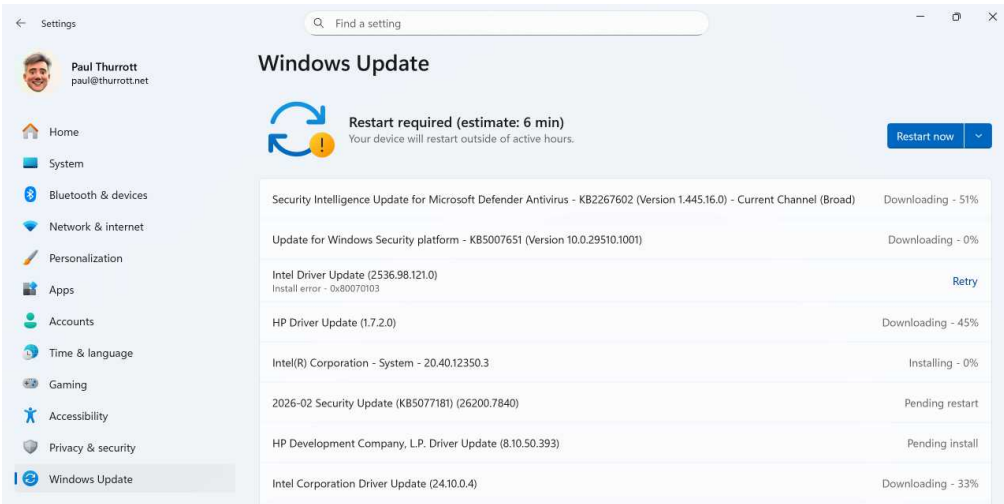 Settings
Find a setting
Paul Thurrott
paul@thurrott.net
Home
System
Bluetooth & devices
Network & internet
Personalization
Apps
Accounts
Time & language
Gaming
Accessibility
Privacy & security
Windows Update
Windows Update
Restart required (estimate: 6 min)
Your device will restart outside of active hours.
Restart now
Security Intelligence Update for Microsoft Defender Antivirus - KB2267602 (Version 1.445.16.0) - Current Channel (Broad) Downloading - 51%
Update for Windows Security platform - KB5007651 (Version 10.0.29510.1001) Downloading - 0%
Intel Driver Update (2536.98.121.0)
Install error - 0x80070103
Retry
HP Driver Update (1.7.2.0) Downloading - 45%
Intel(R) Corporation - System - 20.40.12350.3 Installing - 0%
2026-02 Security Update (KB5077181) (26200.7840) Pending restart
HP Development Company, L.P. Driver Update (8.10.50.393) Pending install
Intel Corporation Driver Update (24.10.0.4) Downloading - 33%